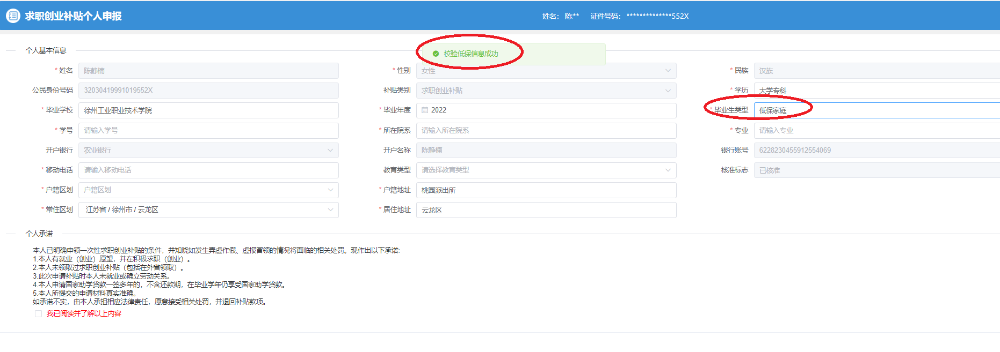 求职创业补贴个人申报 姓名: 陈** 证件号码: **************552X
个人基本信息 校验低保信息成功
* 姓名 陈静楠 * 性别 女性 * 民族 汉族
公民身份号码 32030419991019552X 补贴类别 求职创业补贴 * 学历 大学专科
* 毕业学校 徐州工业职业技术学院 * 毕业年度 2022 * 毕业生类型 低保家庭
* 学号 请输入学号 * 所在院系 请输入所在院系 * 专业 请输入专业
开户银行 农业银行 开户名称 陈静楠 银行账号 6228230455912554069
* 移动电话 请输入移动电话 教育类型 请选择教育类型 核准标志 已核准
* 户籍区划 户籍区划 * 户籍地址 桃园派出所
* 常住区划 江苏省 / 徐州市 / 云龙区 * 居住地址 云龙区
个人承诺
本人已明确申领一次性求职创业补贴的条件，并知晓如发生弄虚作假、虚报冒领的情况将面临的相关处罚。现作出以下承诺:
1.本人有就业（创业）愿望，并在积极求职（创业）。
2.本人未领取过求职创业补贴（包括在外省领取）。
3.此次申请补贴时本人未就业或确立劳动关系。
4.本人申请国家助学贷款一签多年的，不含还款期，在毕业学年仍享受国家助学贷款。
5.本人所提交的申请材料真实准确。
如承诺不实，由本人承担相应法律责任，愿意接受相关处罚，并退回补贴款项。
我已阅读并了解以上内容